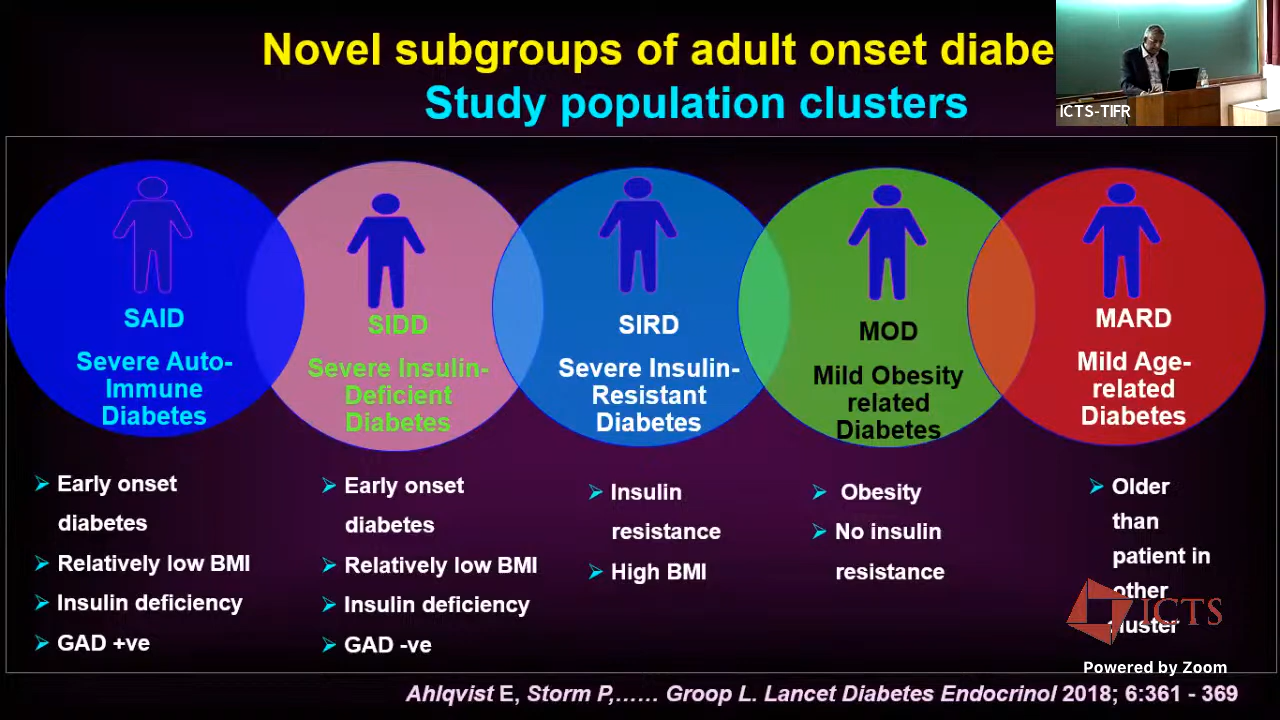 Novel subgroups of adult onset diabe
Study population clusters
ICTS-TIFR
SAID
Severe Auto-
Immune
Diabetes
SIDD
Severe Insulin-
Deficient
Diabetes
SIRD
Severe Insulin-
Resistant
Diabetes
MOD
Mild Obesity
related
Diabetes
MARD
Mild Age-
related
Diabetes
Early onset
diabetes
Relatively low BMI
Insulin deficiency
GAD +ve
Early onset
diabetes
Relatively low BMI
Insulin deficiency
GAD -ve
Insulin
resistance
High BMI
Obesity
No insulin
resistance
Older
than
patient in
other
cluster
ICTS
Powered by Zoom
Ahlqvist E, Storm P,...... Groop L. Lancet Diabetes Endocrinol 2018; 6:361 - 369